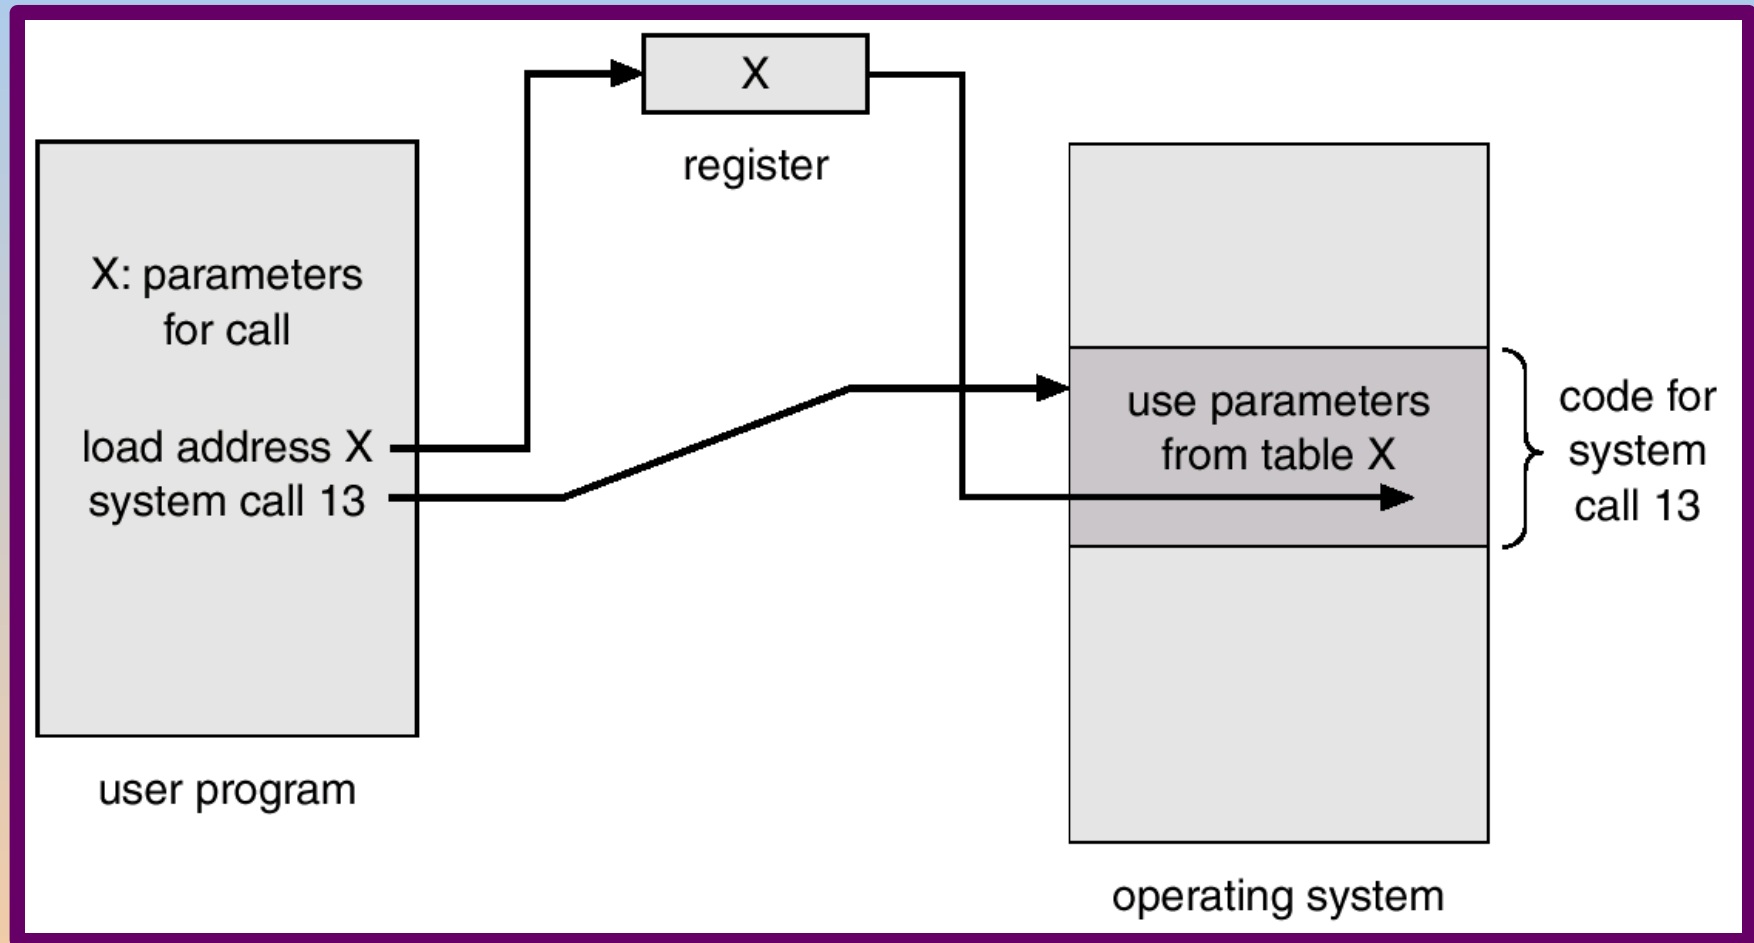 X
register
X: parameters
for call
load address X
system call 13
user program
use parameters
from table X
code for
system
call 13
operating system